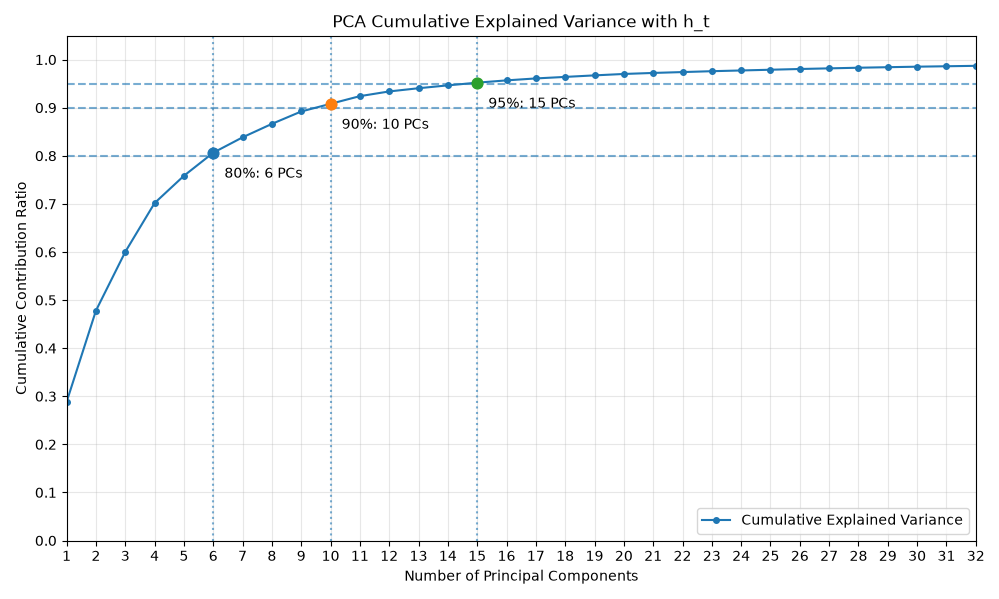 PCA Cumulative Explained Variance with h_t
Cumulative Contribution Ratio
1.0
0.9
0.8
0.7
0.6
0.5
0.4
0.3
0.2
0.1
0.0
95%: 15 PCs
90%: 10 PCs
80%: 6 PCs
Cumulative Explained Variance
1 2 3 4 5 6 7 8 9 10 11 12 13 14 15 16 17 18 19 20 21 22 23 24 25 26 27 28 29 30 31 32
Number of Principal Components